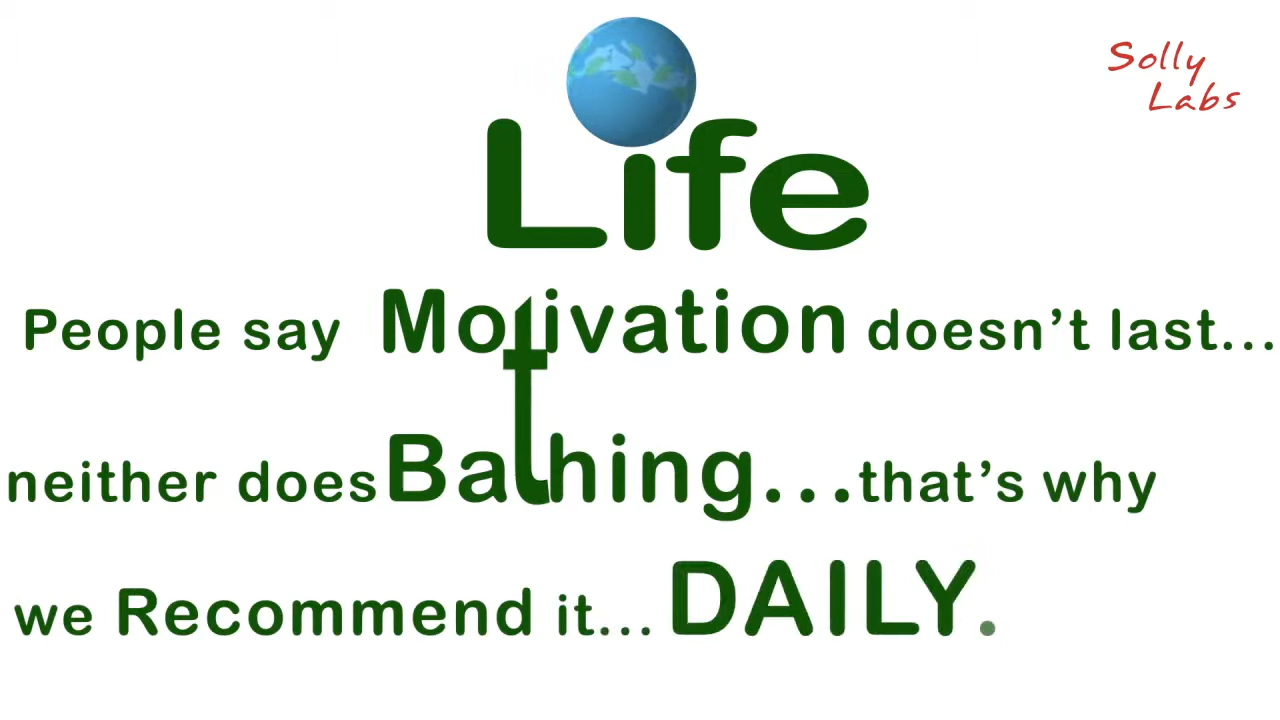 Solly
Labs
Life
People say Motivation doesn't last...
neither does Bathing...that's why
we Recommend it... DAILY.